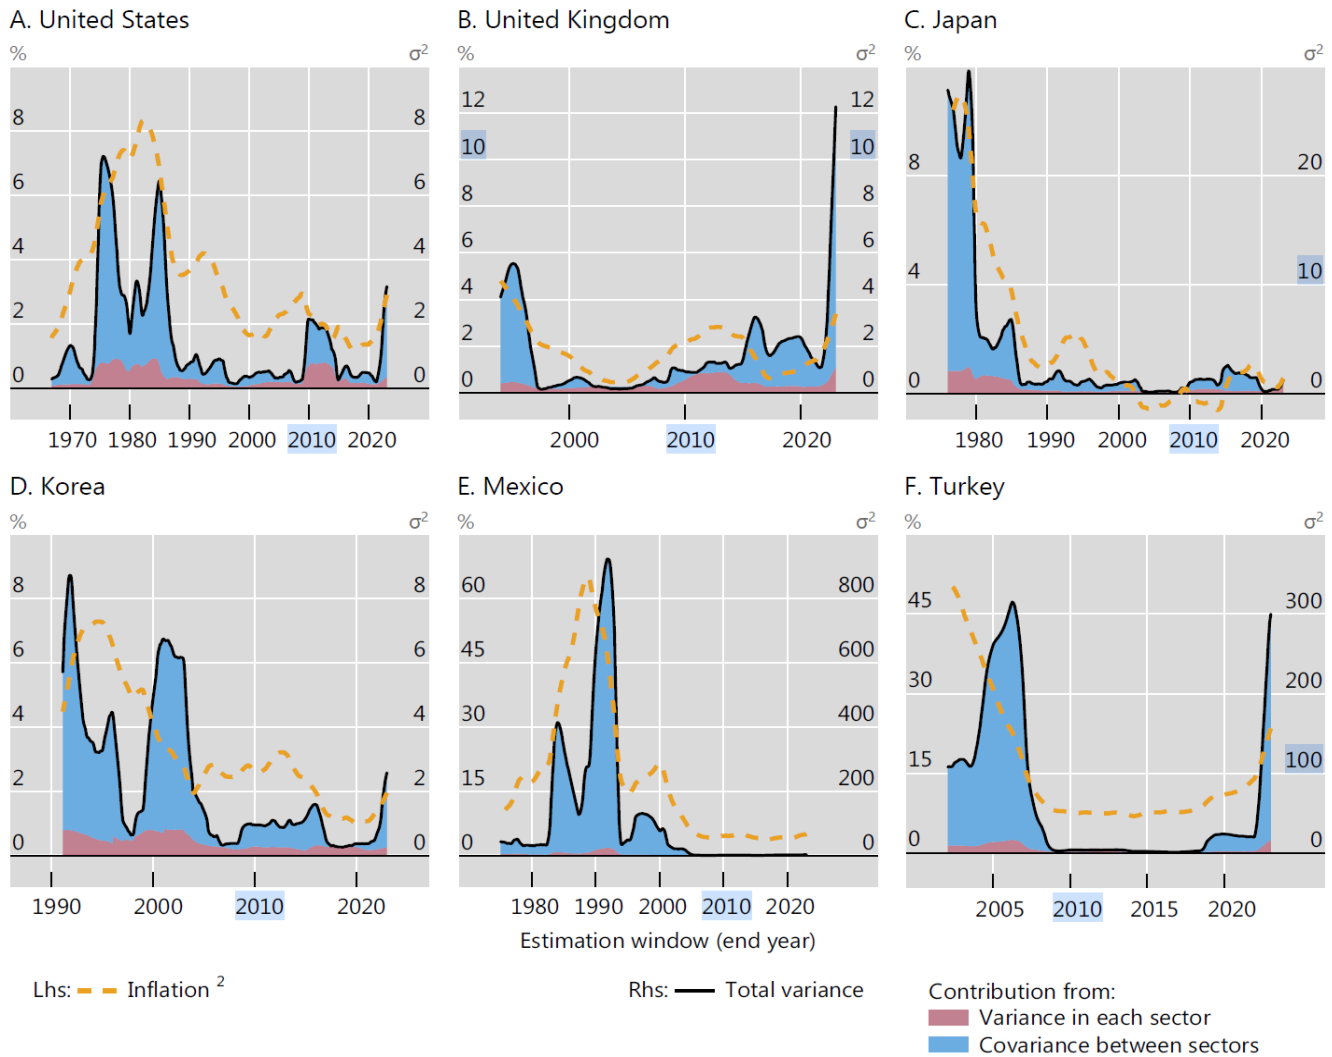 A. United States
B. United Kingdom
C. Japan
% σ²
% σ²
% σ²
8 8
6 6
4 4
2 2
0 0
1970 1980 1990 2000 2010 2020
12 12
10 10
8 8
6 6
4 4
2 2
0 0
2000 2010 2020
8 20
4 10
0 0
1980 1990 2000 2010 2020
D. Korea
E. Mexico
F. Turkey
% σ²
% σ²
% σ²
8 8
6 6
4 4
2 2
0 0
1990 2000 2010 2020
60 800
45 600
30 400
15 200
0 0
1980 1990 2000 2010 2020
45 300
30 200
15 100
0 0
2005 2010 2015 2020
Estimation window (end year)
Lhs: Inflation ²
Rhs: Total variance
Contribution from:
Variance in each sector
Covariance between sectors